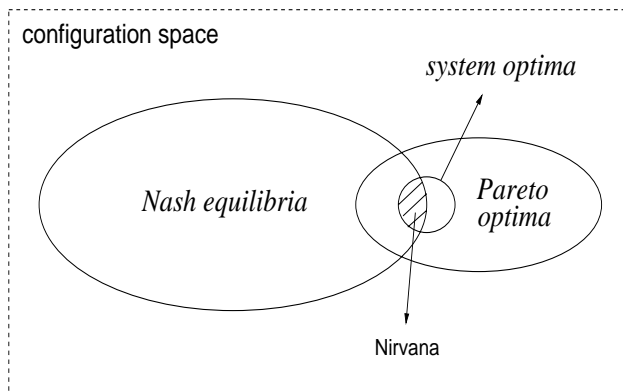 configuration space
system optima
Nash equilibria
Pareto
optima
Nirvana